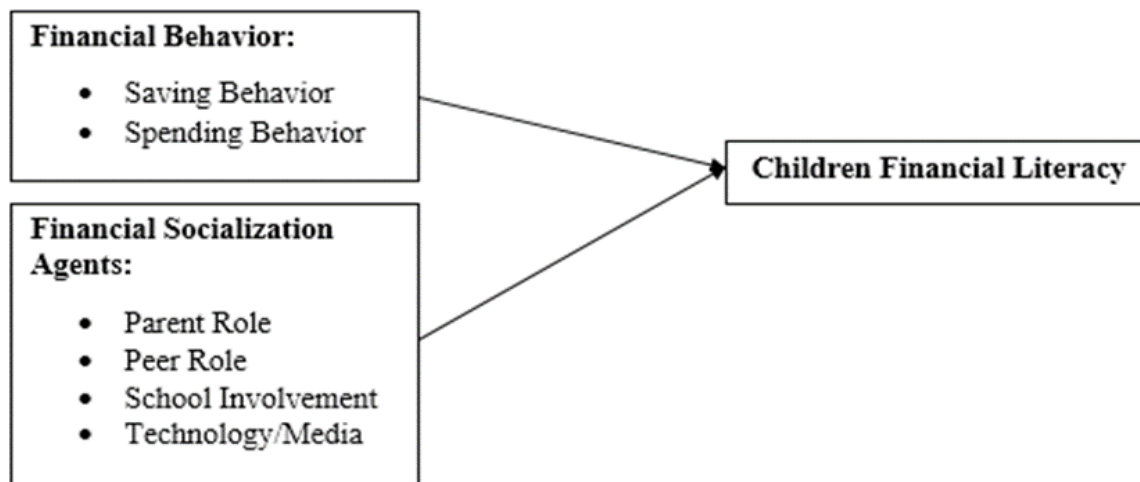 Financial Behavior:
• Saving Behavior
• Spending Behavior
Financial Socialization
Agents:
• Parent Role
• Peer Role
• School Involvement
• Technology/Media
Children Financial Literacy